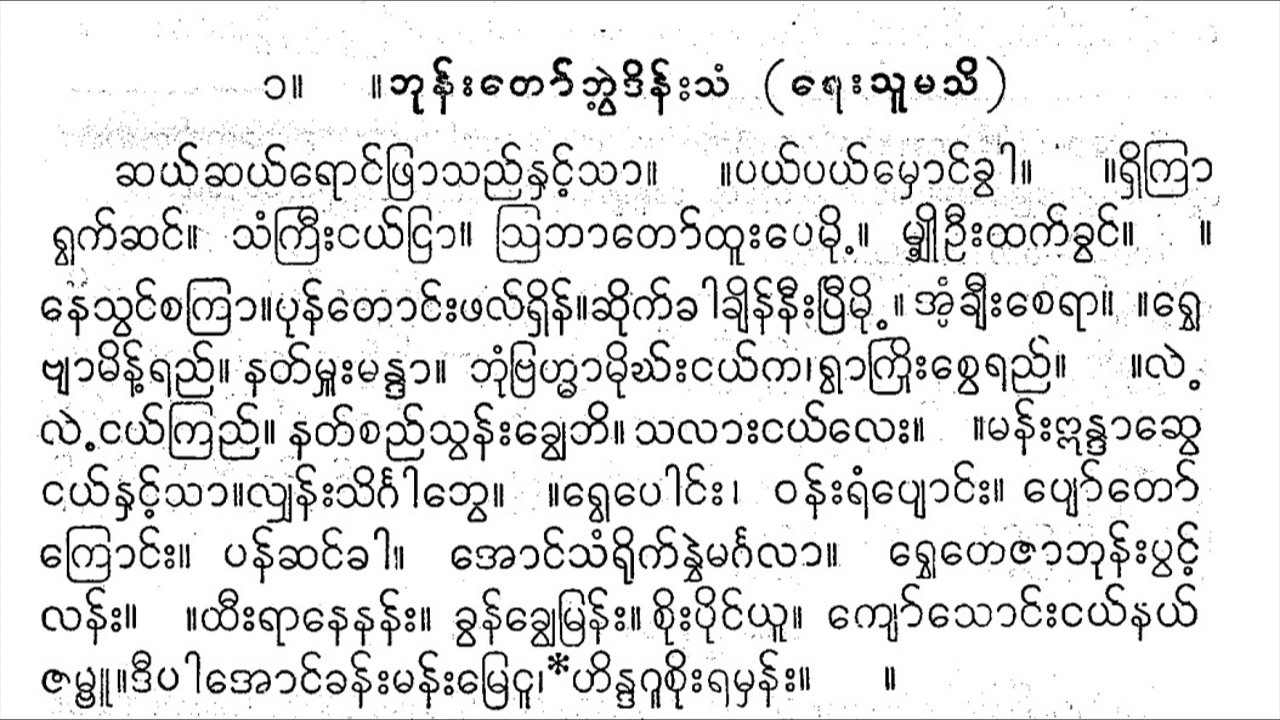 ၁။ ။ဘုန်းတော်ဘွဲ့ဒိန်းသံ (ရေးသူမသိ)
ဆယ်ဆယ်ရောင်ဖြာသည်နှင့်သာ။ ။ပယ်ပယ်မှောင်ခွါ။ ။ရှိကြာ
ရွက်ဆင်။ သံကြီးငယ်ငြာ။ ဩဘာတော်ထူးပေမို့။ မျှိုဦးထက်ခွင်။ ။
နေသွင်စကြာ။ပုန်တောင်းဖလ်ရှိန်။ဆိုက်ခါချိန်နီးပြီမို့။ အံ့ချီးစေရာ။ ။ရွှေ
ဗျာမိန့်ရည်။ နတ်မှူးမန္ဒာ။ ဘုံဗြဟ္မာမိုဃ်းငယ်က၊ရွာကြိုးစွေရည်။ ။လဲ့
လဲ့ငယ်ကြည်။ နတ်စည်သွန်းချွေဘိ။ သလားငယ်လေး။ ။မန်းဣန္ဒာဆွေ
ငယ်နှင့်သာ။လျှန်းသိင်္ဂါဘွေ။ ။ရွှေပေါင်း၊ ဝန်းရံပျောင်း။ ပျော်တော်
ကြောင်း။ ပန်ဆင်ခါ။ အောင်သံရိုက်နွှဲမင်္ဂလာ။ ရွှေတေဇာဘုန်းပွင့်
လန်း။ ။ထီးရာနေနန်း။ ခွန်ချွေမြန်း။ စိုးပိုင်ယူ။ ကျော်သောင်းငယ်နယ်
ဇမ္ဗူ။ဒီပါအောင်ခန်းမန်းမြေငူ၊*ဟိန္ဒဂူစိုးရမှန်း။ ။